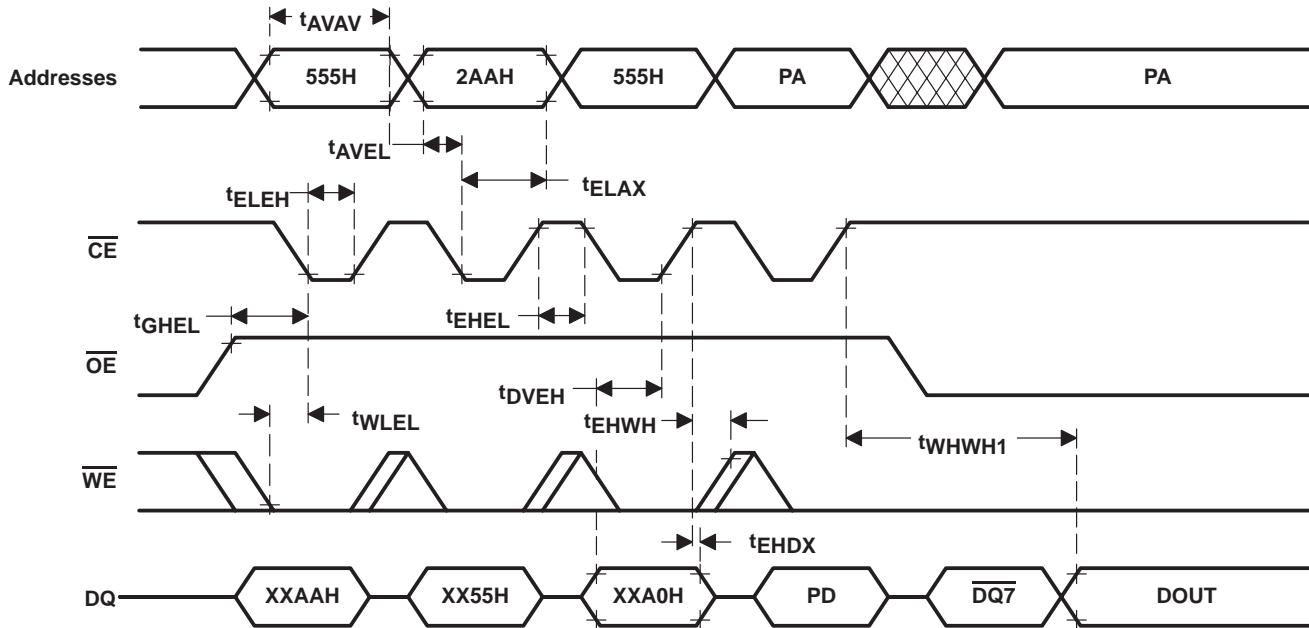 tAVAV
Addresses 555H 2AAH 555H PA PA
tAVEL
tELEH tELAX
CE
tGHEL tEHEL
OE
tDVEH
tWLEL tEHWH
tWHWH1
WE
tEHDX
DQ XXAAH XX55H XXA0H PD DQ7 DOUT